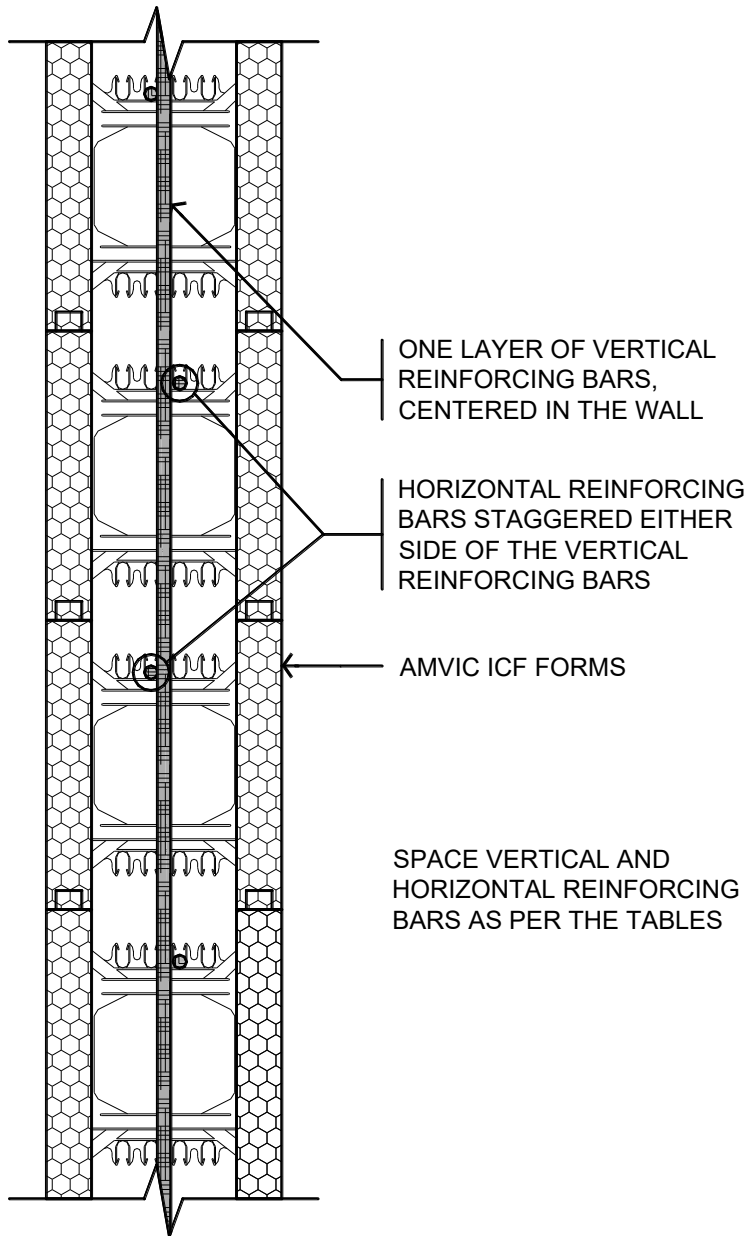 ONE LAYER OF VERTICAL
REINFORCING BARS,
CENTERED IN THE WALL
HORIZONTAL REINFORCING
BARS STAGGERED EITHER
SIDE OF THE VERTICAL
REINFORCING BARS
AMVIC ICF FORMS
SPACE VERTICAL AND
HORIZONTAL REINFORCING
BARS AS PER THE TABLES